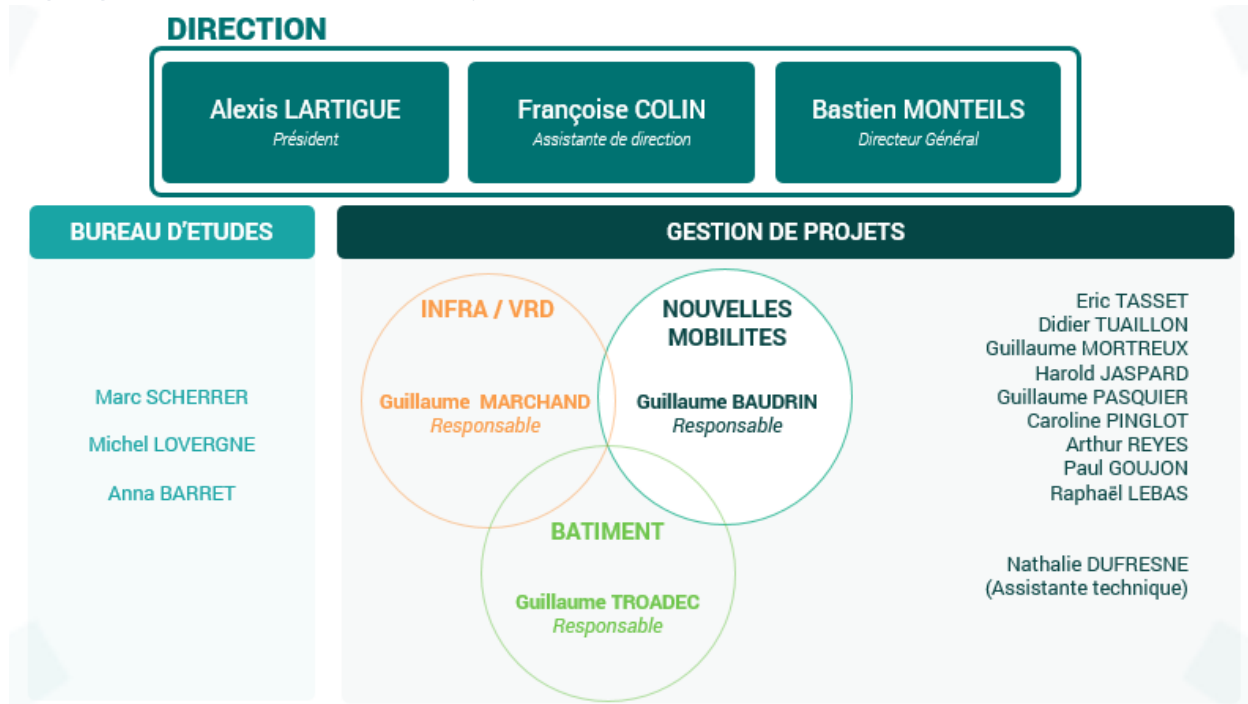 DIRECTION
Alexis LARTIGUE
Président
Françoise COLIN
Assistante de direction
Bastien MONTEILS
Directeur Général
BUREAU D'ETUDES
Marc SCHERRER
Michel LOVERGNE
Anna BARRET
GESTION DE PROJETS
INFRA / VRD
Guillaume MARCHAND
Responsable
NOUVELLES
MOBILITES
Guillaume BAUDRIN
Responsable
BATIMENT
Guillaume TROADEC
Responsable
Eric TASSET
Didier TUAILLON
Guillaume MORTREUX
Harold JASPARD
Guillaume PASQUIER
Caroline PINGLOT
Arthur REYES
Paul GOUJON
Raphaël LEBAS
Nathalie DUFRESNE
(Assistante technique)